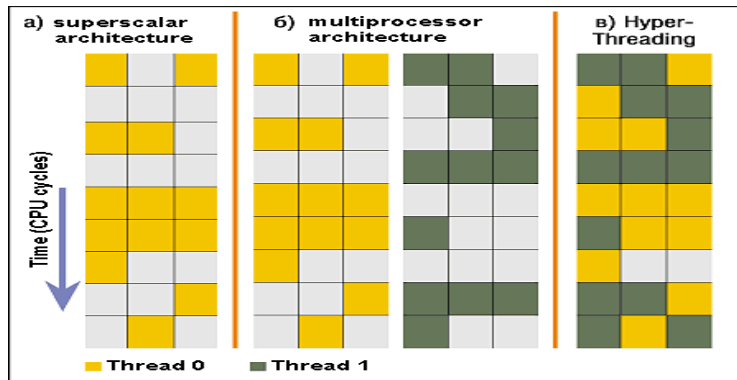 а) superscalar
architecture
б) multiprocessor
architecture
в) Hyper-
Threading
Time (CPU cycles)
Thread 0
Thread 1